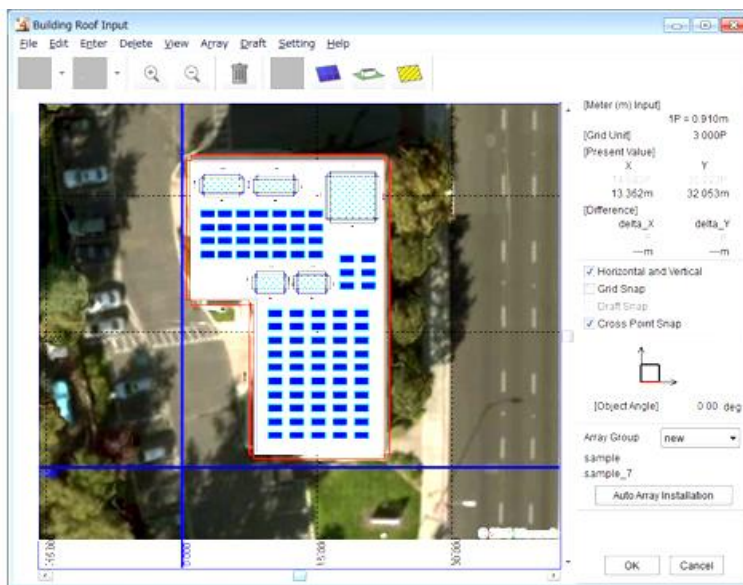 Building Roof Input
File Edit Enter Delete View Array Draft Setting Help
[Meter (m) Input]
1P = 0.910m
[Grid Unit] 3.000P
[Present Value]
X Y
13.362m 32.053m
[Difference]
delta_X delta_Y
---m ---m
Horizontal and Vertical
Grid Snap
Draft Snap
Cross Point Snap
[Object Angle] 0.00 deg
Array Group new
sample
sample_7
Auto Array Installation
OK Cancel